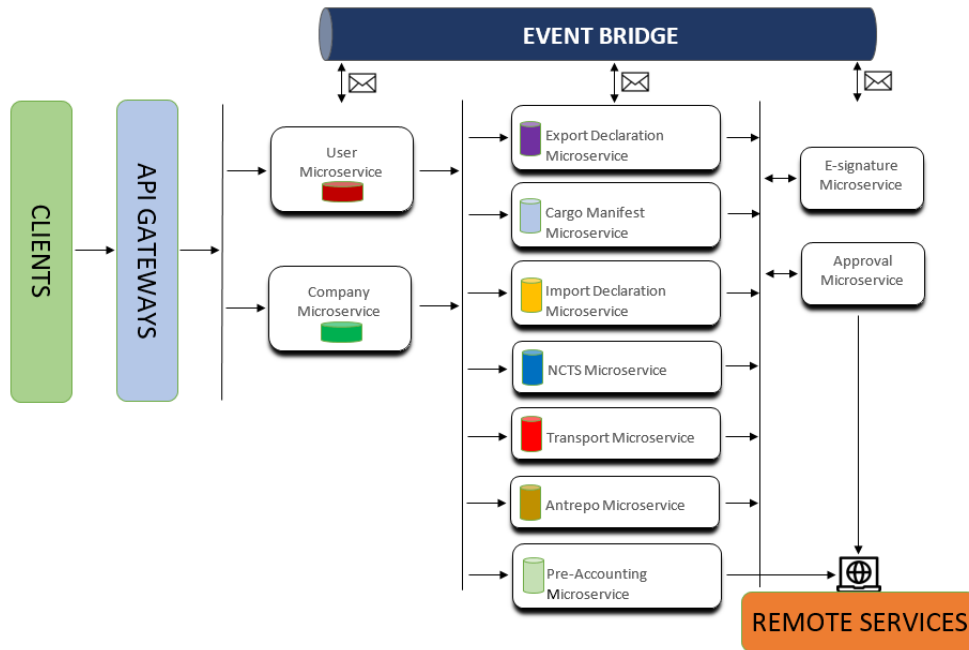 EVENT BRIDGE
CLIENTS
API GATEWAYS
User
Microservice
Company
Microservice
Export Declaration
Microservice
Cargo Manifest
Microservice
Import Declaration
Microservice
NCTS Microservice
Transport Microservice
Antrepo Microservice
Pre-Accounting
Microservice
E-signature
Microservice
Approval
Microservice
REMOTE SERVICES